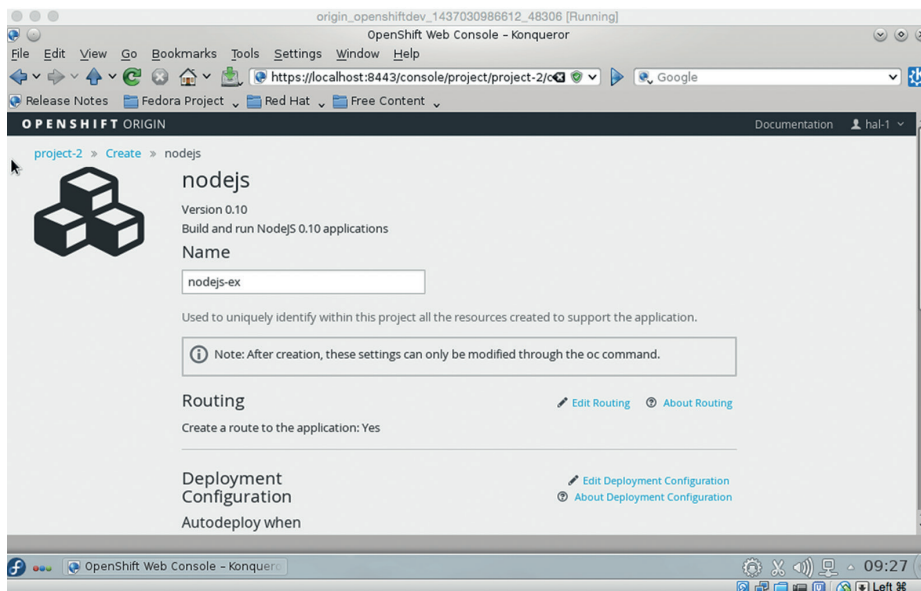 origin_openshiftdev_1437030986612_48306 [Running]
OpenShift Web Console – Konqueror
File Edit View Go Bookmarks Tools Settings Window Help
https://localhost:8443/console/project/project-2/c
Google
Release Notes Fedora Project Red Hat Free Content
OPENSHIFT ORIGIN Documentation hal-1
project-2 » Create » nodejs
nodejs
Version 0.10
Build and run NodeJS 0.10 applications
Name
nodejs-ex
Used to uniquely identify within this project all the resources created to support the application.
Note: After creation, these settings can only be modified through the oc command.
Routing Edit Routing About Routing
Create a route to the application: Yes
Deployment Configuration
Edit Deployment Configuration
About Deployment Configuration
Autodeploy when
OpenShift Web Console – Konquero 09:27
Left ⌘